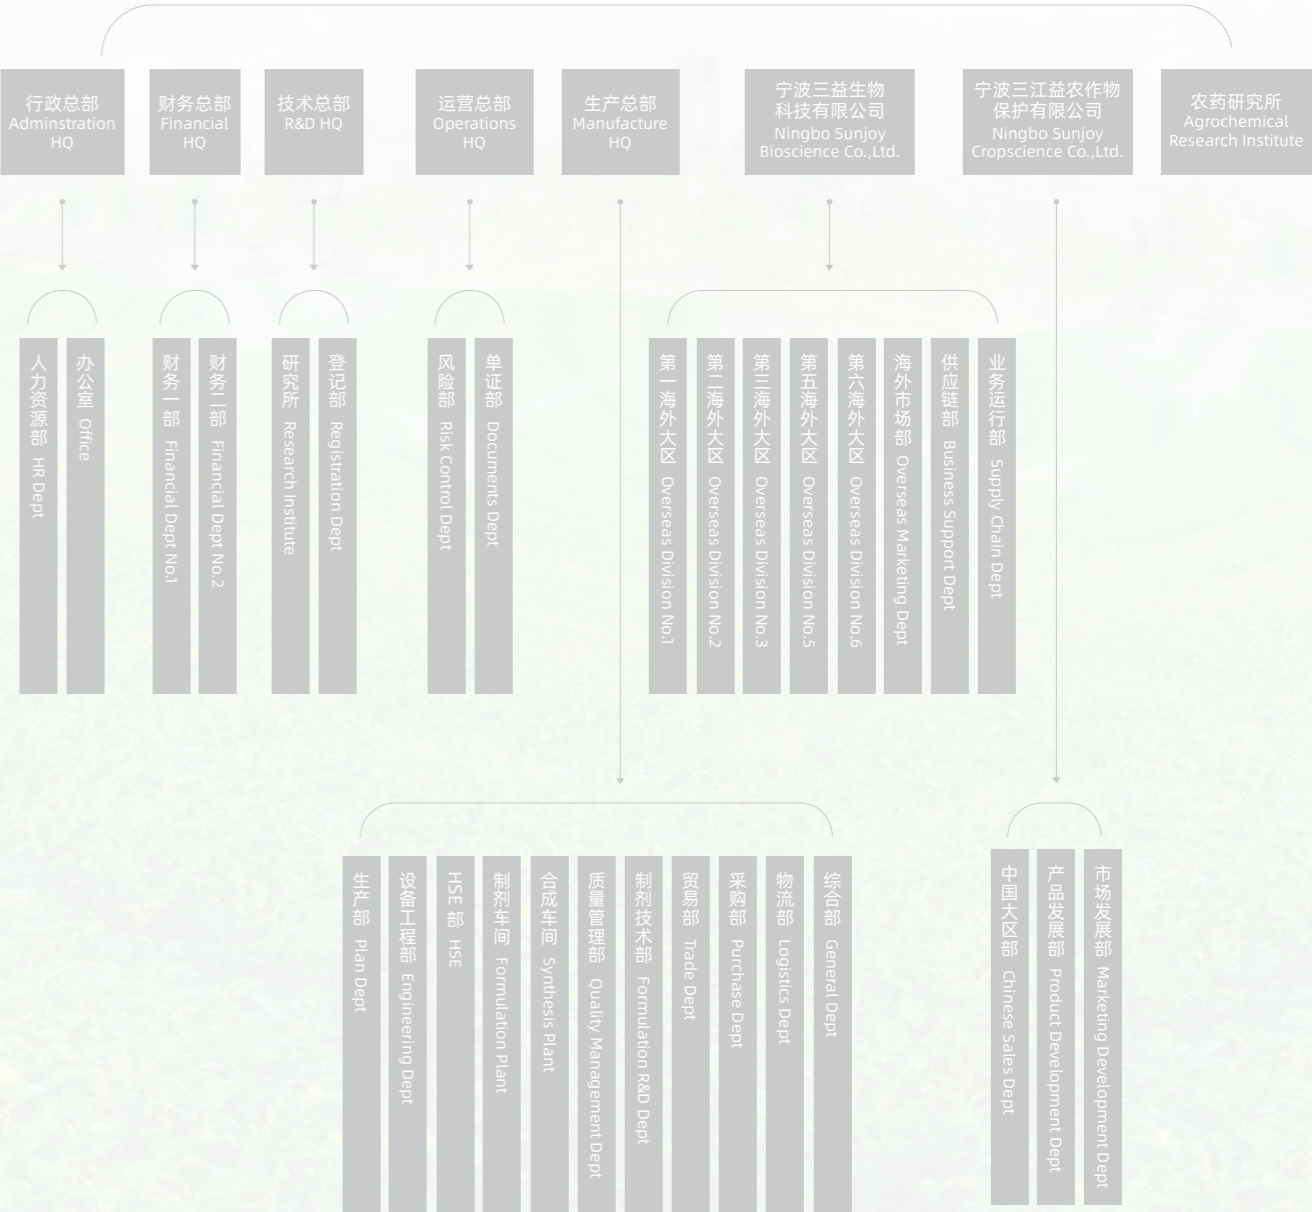 行政总部
Adminstration
HQ
财务总部
Financial
HQ
技术总部
R&D HQ
运营总部
Operations
HQ
生产总部
Manufacture
HQ
宁波三益生物
科技有限公司
Ningbo Sunjoy
Bioscience Co.,Ltd.
宁波三江益农作物
保护有限公司
Ningbo Sunjoy
Cropscience Co.,Ltd.
农药研究所
Agrochemical
Research Institute
人力资源部 HR Dept
办公室 Office
财务一部 Financial Dept No.1
财务二部 Financial Dept No.2
研究所 Research Institute
登记部 Registration Dept
风险部 Risk Control Dept
单证部 Documents Dept
第一海外大区 Overseas Division No.1
第二海外大区 Overseas Division No.2
第三海外大区 Overseas Division No.3
第五海外大区 Overseas Division No.5
第六海外大区 Overseas Division No.6
海外市场部 Overseas Marketing Dept
供应链部 Business Support Dept
业务运行部 Supply Chain Dept
生产部 Plan Dept
设备工程部 Engineering Dept
HSE 部 HSE
制剂车间 Formulation Plant
合成车间 Synthesis Plant
质量管理部 Quality Management Dept
制剂技术部 Formulation R&D Dept
贸易部 Trade Dept
采购部 Purchase Dept
物流部 Logistics Dept
综合部 General Dept
中国大区部 Chinese Sales Dept
产品发展部 Product Development Dept
市场发展部 Marketing Development Dept